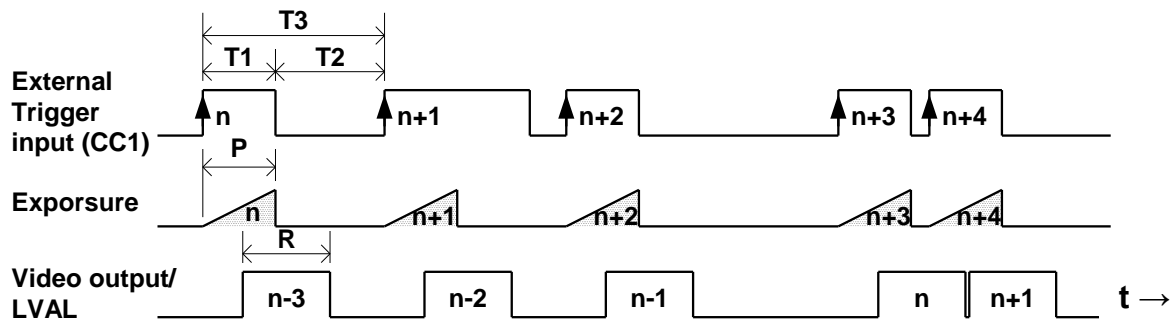 T3
T1 T2
External
Trigger
input (CC1)
n n+1 n+2 n+3 n+4
P
Exporsure
n n+1 n+2 n+3 n+4
R
Video output/
LVAL
n-3 n-2 n-1 n n+1 t →